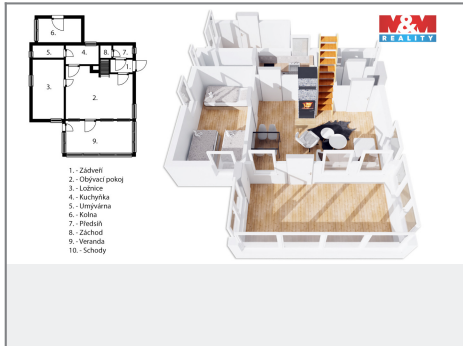 M&M
REALITY
6.
5.
4.
8.
7.
1.
3.
2.
9.
1. - Zádveří
2. - Obývací pokoj
3. - Ložnice
4. - Kuchyňka
5. - Umývárna
6. - Kolna
7. - Předsíň
8. - Záchod
9. - Veranda
10. - Schody